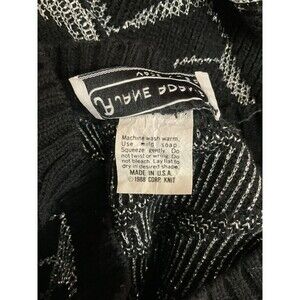 Machine wash warm,
Use mild soap.
Squeeze gently. Do
not twist or wring. Do
not bleach. Lay flat to
dry in desired shade.
MADE IN U.S.A.
©1988 CORP. KNIT